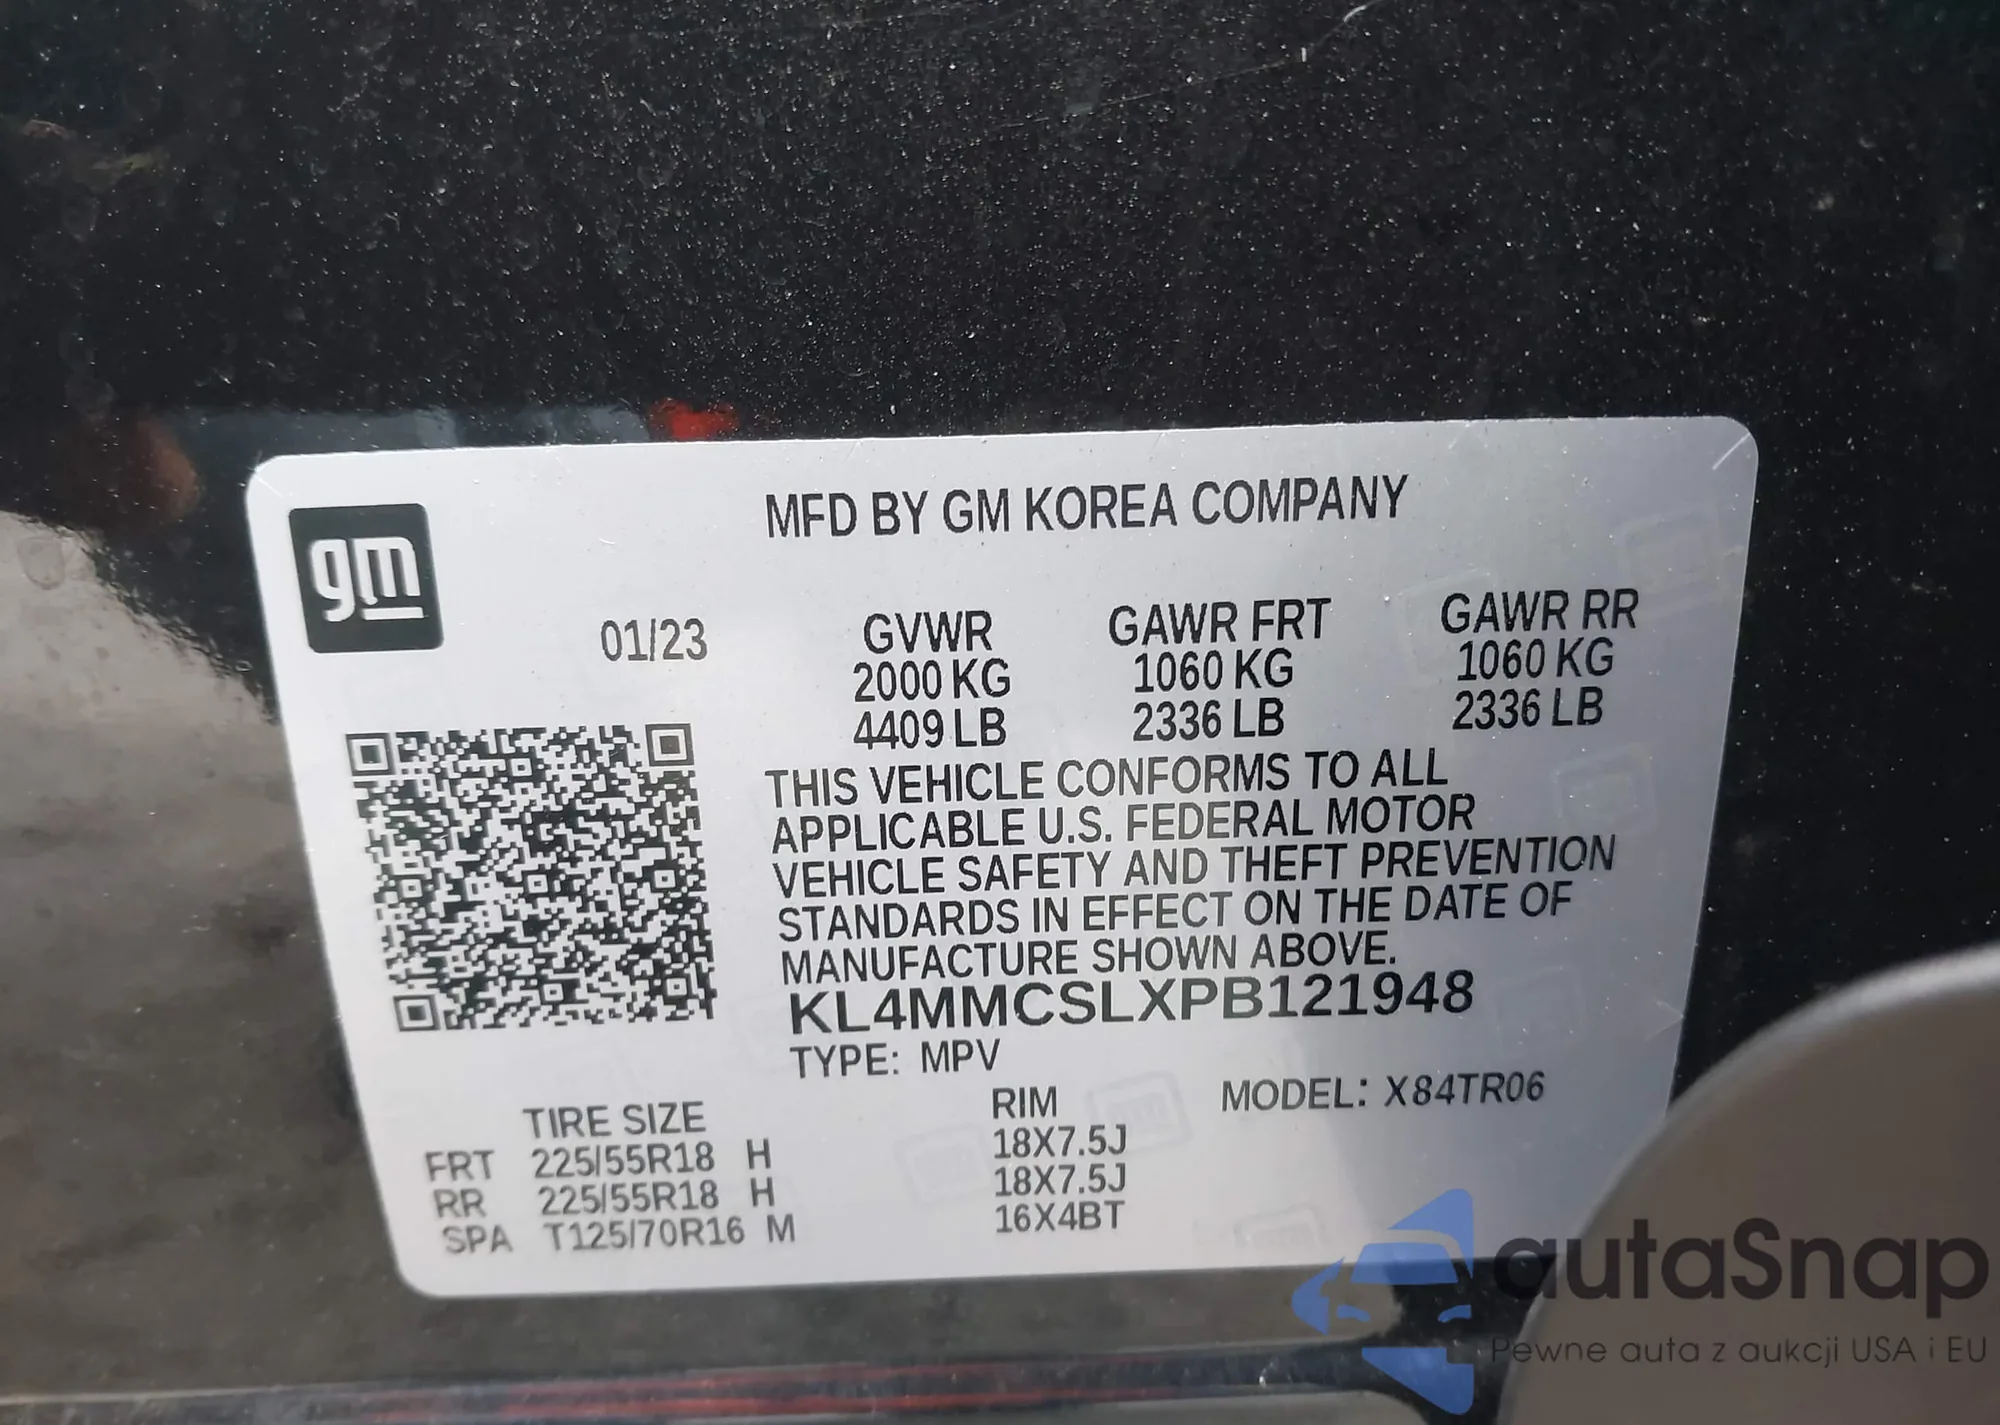 MFD BY GM KOREA COMPANY
gm
01/23
GVWR GAWR FRT GAWR RR
2000 KG 1060 KG 1060 KG
4409 LB 2336 LB 2336 LB
THIS VEHICLE CONFORMS TO ALL
APPLICABLE U.S. FEDERAL MOTOR
VEHICLE SAFETY AND THEFT PREVENTION
STANDARDS IN EFFECT ON THE DATE OF
MANUFACTURE SHOWN ABOVE.
KL4MMCSLXPB121948
TYPE: MPV
MODEL: X84TR06
TIRE SIZE RIM
FRT 225/55R18 H 18X7.5J
RR 225/55R18 H 18X7.5J
SPA T125/70R16 M 16X4BT
autaSnap
Pewne auta z aukcji USA i EU